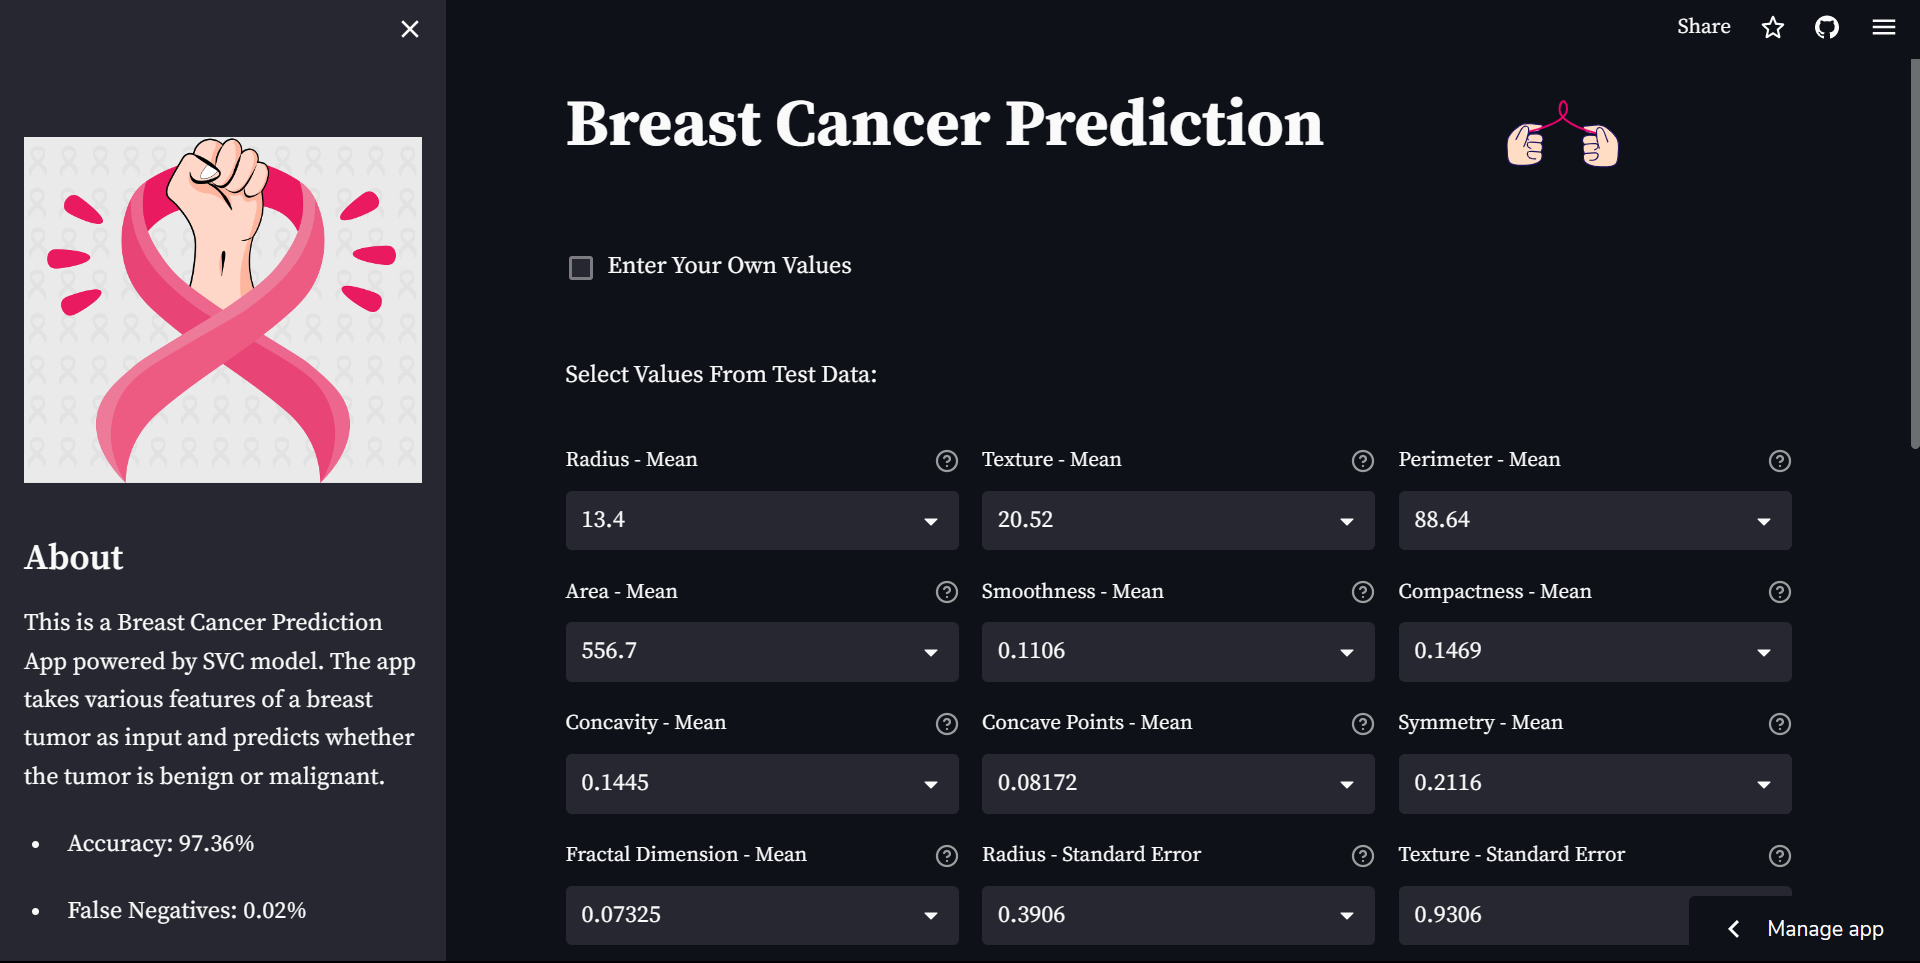 Share
Breast Cancer Prediction
Enter Your Own Values
Select Values From Test Data:
Radius - Mean
Texture - Mean
Perimeter - Mean
13.4
20.52
88.64
Area - Mean
Smoothness - Mean
Compactness - Mean
556.7
0.1106
0.1469
Concavity - Mean
Concave Points - Mean
Symmetry - Mean
0.1445
0.08172
0.2116
Fractal Dimension - Mean
Radius - Standard Error
Texture - Standard Error
0.07325
0.3906
0.9306
Manage app
About
This is a Breast Cancer Prediction
App powered by SVC model. The app
takes various features of a breast
tumor as input and predicts whether
the tumor is benign or malignant.
• Accuracy: 97.36%
• False Negatives: 0.02%